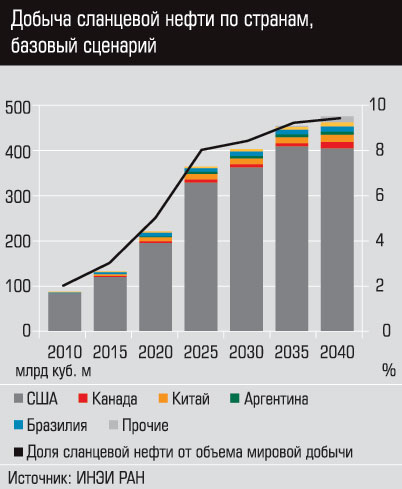 Добыча сланцевой нефти по странам,
базовый сценарий
500 10
400 8
300 6
200 4
100 2
0 0
2010 2015 2020 2025 2030 2035 2040
млрд куб. м %
США Канада Китай Аргентина
Бразилия Прочие
Доля сланцевой нефти от объема мировой добычи
Источник: ИНЭИ РАН